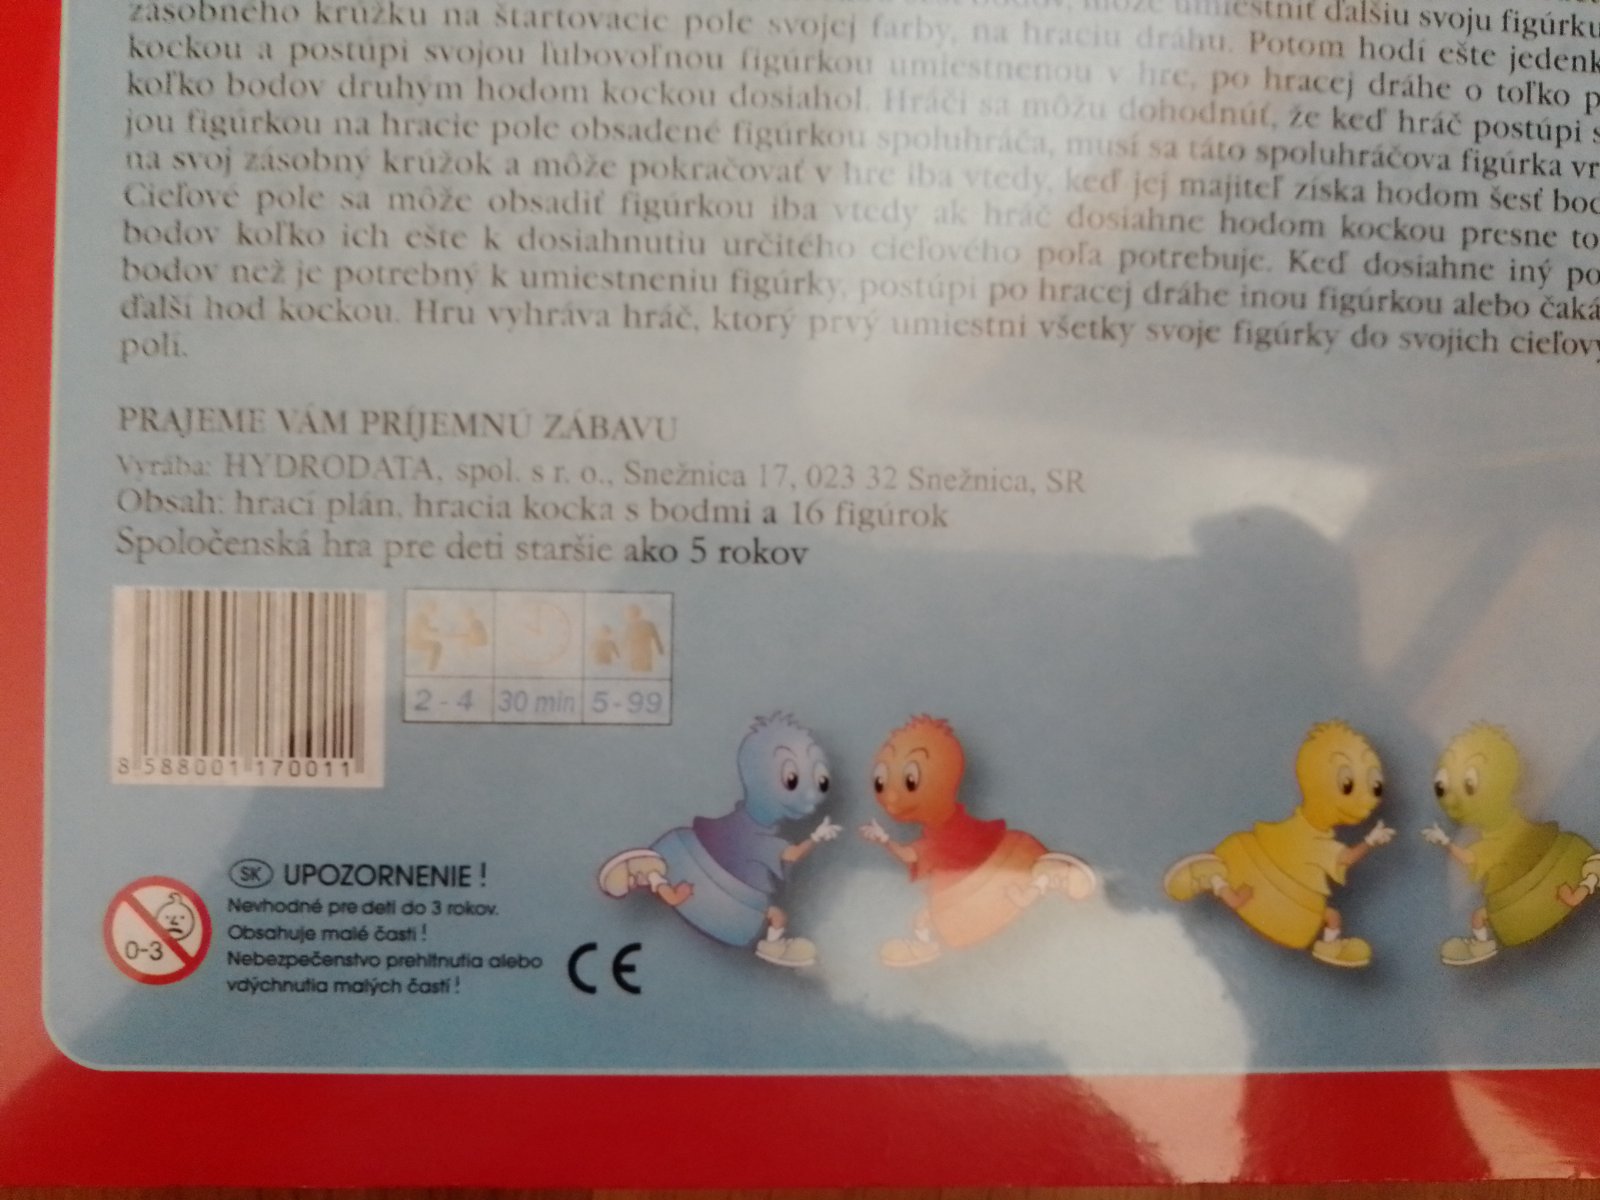 zásobného krúžku na štartovacie pole svojej farby, na hraciu dráhu. Potom hodí ešte jedenk
kockou a postúpi svojou ľubovoľnou figúrkou umiestnenou v hre, po hracej dráhe o toľko p
koľko bodov druhým hodom kockou dosiahol. Hráči sa môžu dohodnúť, že keď hráč postúpi s
jou figúrkou na hracie pole obsadené figúrkou spoluhráča, musí sa táto spoluhráčova figúrka vr
na svoj zásobný krúžok a môže pokračovať v hre iba vtedy, keď jej majiteľ získa hodom šesť bod
Cieľové pole sa môže obsadiť figúrkou iba vtedy ak hráč dosiahne hodom kockou presne to
bodov koľko ich ešte k dosiahnutiu určitého cieľového poľa potrebuje. Keď dosiahne iný po
bodov než je potrebný k umiestneniu figúrky, postúpi po hracej dráhe inou figúrkou alebo čaká
ďalší hod kockou. Hru vyhráva hráč, ktorý prvý umiestni všetky svoje figúrky do svojich cieľový
polí.
PRAJEME VÁM PRÍJEMNÚ ZÁBAVU
Vyrába: HYDRODATA, spol. s r. o., Snežnica 17, 023 32 Snežnica, SR
Obsah: hrací plán, hracia kocka s bodmi a 16 figúrok
Spoločenská hra pre deti staršie ako 5 rokov
2 - 4 30 min 5 - 99
8 588001 170011
SK UPOZORNENIE !
Nevhodné pre deti do 3 rokov.
Obsahuje malé časti !
Nebezpečenstvo prehltnutia alebo
vdýchnutia malých častí !
0-3
CE